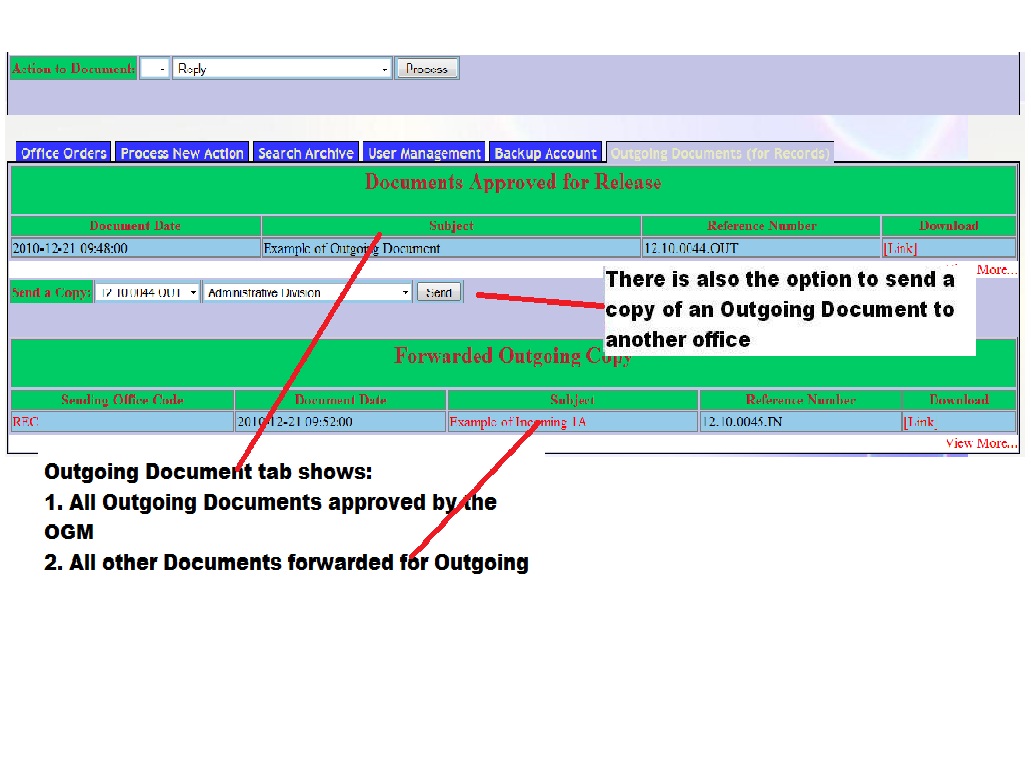 Action to Document: - Reply Process
Office Orders Process New Action Search Archive User Management Backup Account Outgoing Documents (for Records)
Documents Approved for Release
Document Date Subject Reference Number Download
2010-12-21 09:48:00 Example of Outgoing Document 12.10.0044.OUT [Link]
More...
Send a Copy: 12.10.0044.OUT Administrative Division Send
There is also the option to send a
copy of an Outgoing Document to
another office
Forwarded Outgoing Copy
Sending Office Code Document Date Subject Reference Number Download
REC 2010-12-21 09:52:00 Example of Incoming 1A 12.10.0045.IN [Link]
View More...
Outgoing Document tab shows:
1. All Outgoing Documents approved by the
OGM
2. All other Documents forwarded for Outgoing